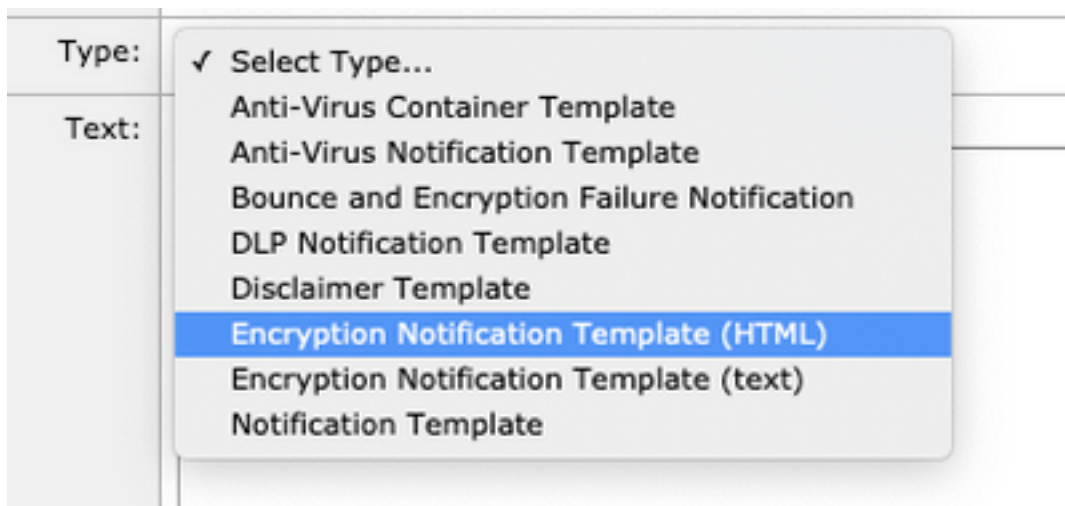 Type:
✓ Select Type...
Anti-Virus Container Template
Text:
Anti-Virus Notification Template
Bounce and Encryption Failure Notification
DLP Notification Template
Disclaimer Template
Encryption Notification Template (HTML)
Encryption Notification Template (text)
Notification Template